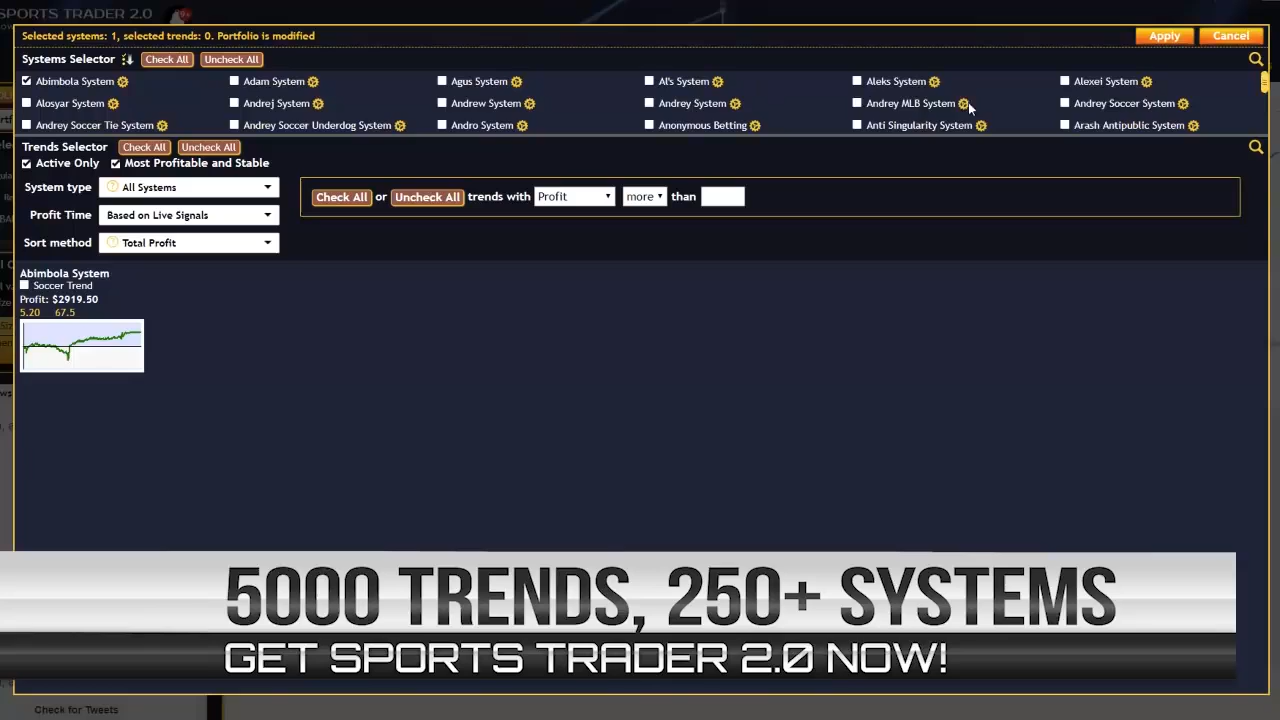 SPORTS TRADER 2.0
Selected systems: 1, selected trends: 0. Portfolio is modified
Apply Cancel
Systems Selector Check All Uncheck All
Abimbola System Adam System Agus System Al's System Aleks System Alexei System
Alosyar System Andrej System Andrew System Andrey System Andrey MLB System Andrey Soccer System
Andrey Soccer Tie System Andrey Soccer Underdog System Andro System Anonymous Betting Anti Singularity System Arash Antipublic System
Trends Selector Check All Uncheck All
Active Only Most Profitable and Stable
System type All Systems
Check All or Uncheck All trends with Profit more than
Profit Time Based on Live Signals
Sort method Total Profit
Abimbola System
Soccer Trend
Profit: $2919.50
5.20 67.5
5000 TRENDS, 250+ SYSTEMS
GET SPORTS TRADER 2.0 NOW!
Check for Tweets